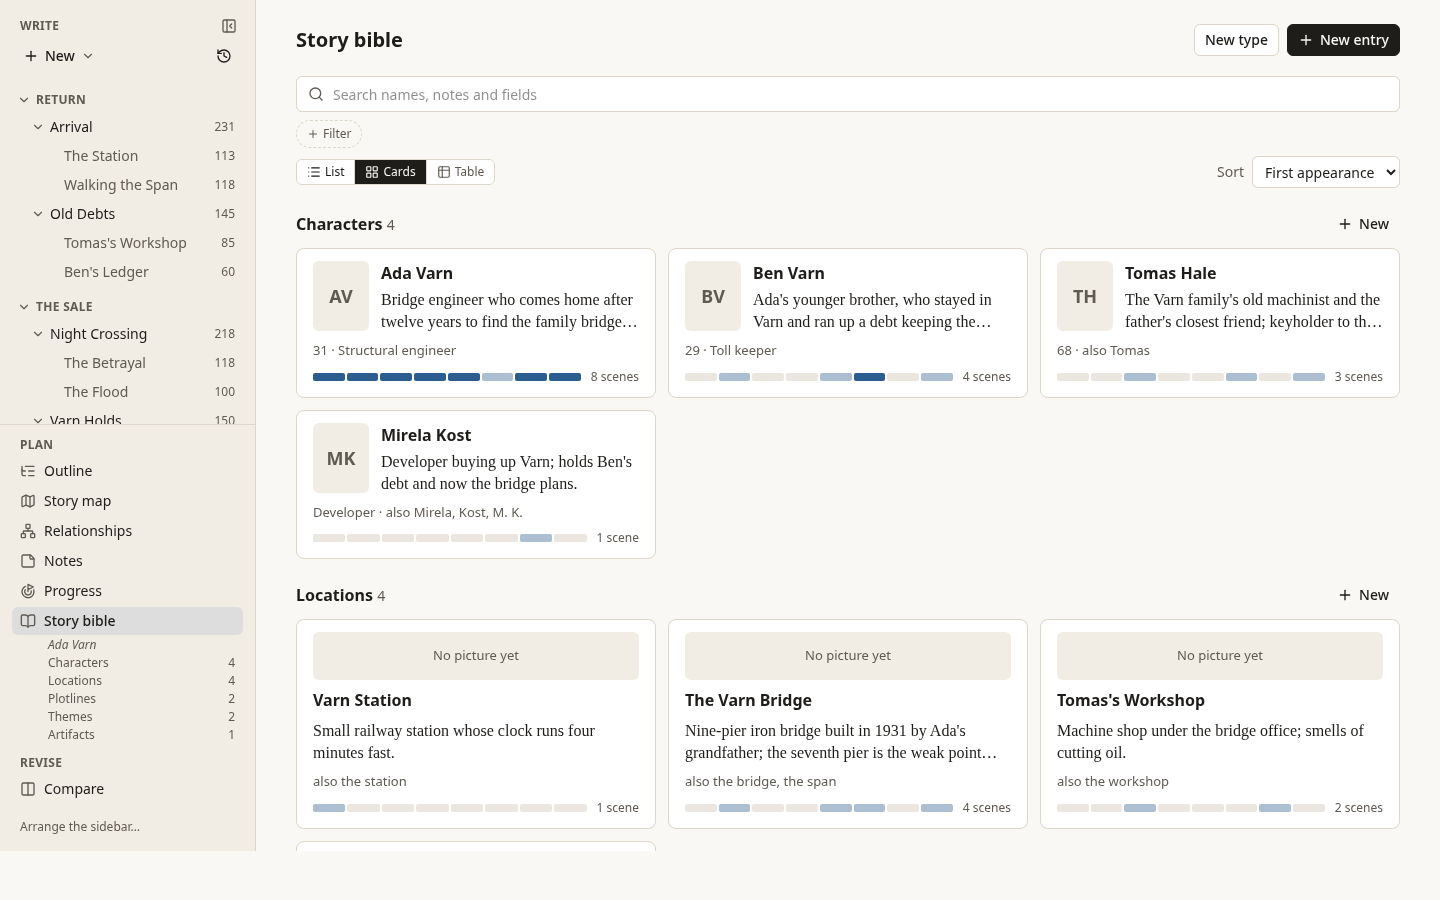 WRITE
New
RETURN
Arrival 231
The Station 113
Walking the Span 118
Old Debts 145
Tomas's Workshop 85
Ben's Ledger 60
THE SALE
Night Crossing 218
The Betrayal 118
The Flood 100
Varn Holds 150
PLAN
Outline
Story map
Relationships
Notes
Progress
Story bible
Ada Varn
Characters 4
Locations 4
Plotlines 2
Themes 2
Artifacts 1
REVISE
Compare
Arrange the sidebar...
Story bible
New type
New entry
Search names, notes and fields
Filter
List
Cards
Table
Sort
First appearance
Characters 4
New
AV
Ada Varn
Bridge engineer who comes home after
twelve years to find the family bridge…
31 · Structural engineer
8 scenes
BV
Ben Varn
Ada's younger brother, who stayed in
Varn and ran up a debt keeping the…
29 · Toll keeper
4 scenes
TH
Tomas Hale
The Varn family's old machinist and the
father's closest friend; keyholder to th…
68 · also Tomas
3 scenes
MK
Mirela Kost
Developer buying up Varn; holds Ben's
debt and now the bridge plans.
Developer · also Mirela, Kost, M. K.
1 scene
Locations 4
New
No picture yet
Varn Station
Small railway station whose clock runs four
minutes fast.
also the station
1 scene
No picture yet
The Varn Bridge
Nine-pier iron bridge built in 1931 by Ada's
grandfather; the seventh pier is the weak point…
also the bridge, the span
4 scenes
No picture yet
Tomas's Workshop
Machine shop under the bridge office; smells of
cutting oil.
also the workshop
2 scenes